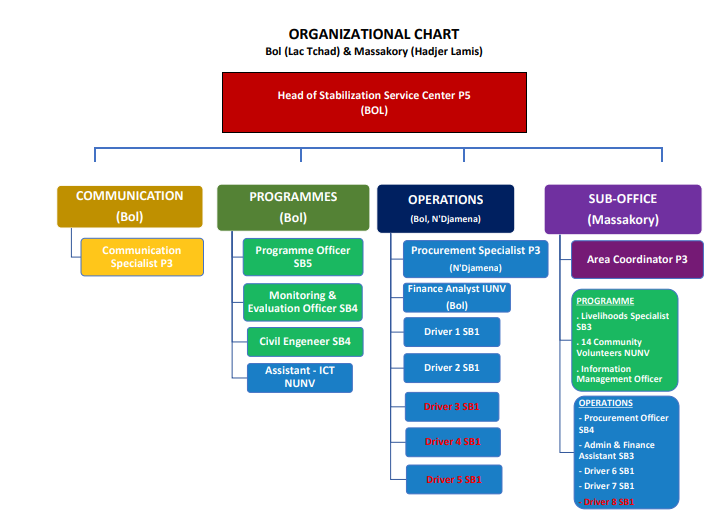 ORGANIZATIONAL CHART
Bol (Lac Tchad) & Massakory (Hadjer Lamis)
Head of Stabilization Service Center P5
(BOL)
COMMUNICATION
(Bol)
Communication
Specialist P3
PROGRAMMES
(Bol)
Programme Officer
SB5
Monitoring &
Evaluation Officer SB4
Civil Engeneer SB4
Assistant - ICT
NUNV
OPERATIONS
(Bol, N'Djamena)
Procurement Specialist P3
(N'Djamena)
Finance Analyst IUNV
(Bol)
Driver 1 SB1
Driver 2 SB1
Driver 3 SB1
Driver 4 SB1
Driver 5 SB1
SUB-OFFICE
(Massakory)
Area Coordinator P3
PROGRAMME
. Livelihoods Specialist
SB3
. 14 Community
Volunteers NUNV
. Information
Management Officer
OPERATIONS
- Procurement Officer
SB4
- Admin & Finance
Assistant SB3
- Driver 6 SB1
- Driver 7 SB1
- Driver 8 SB1